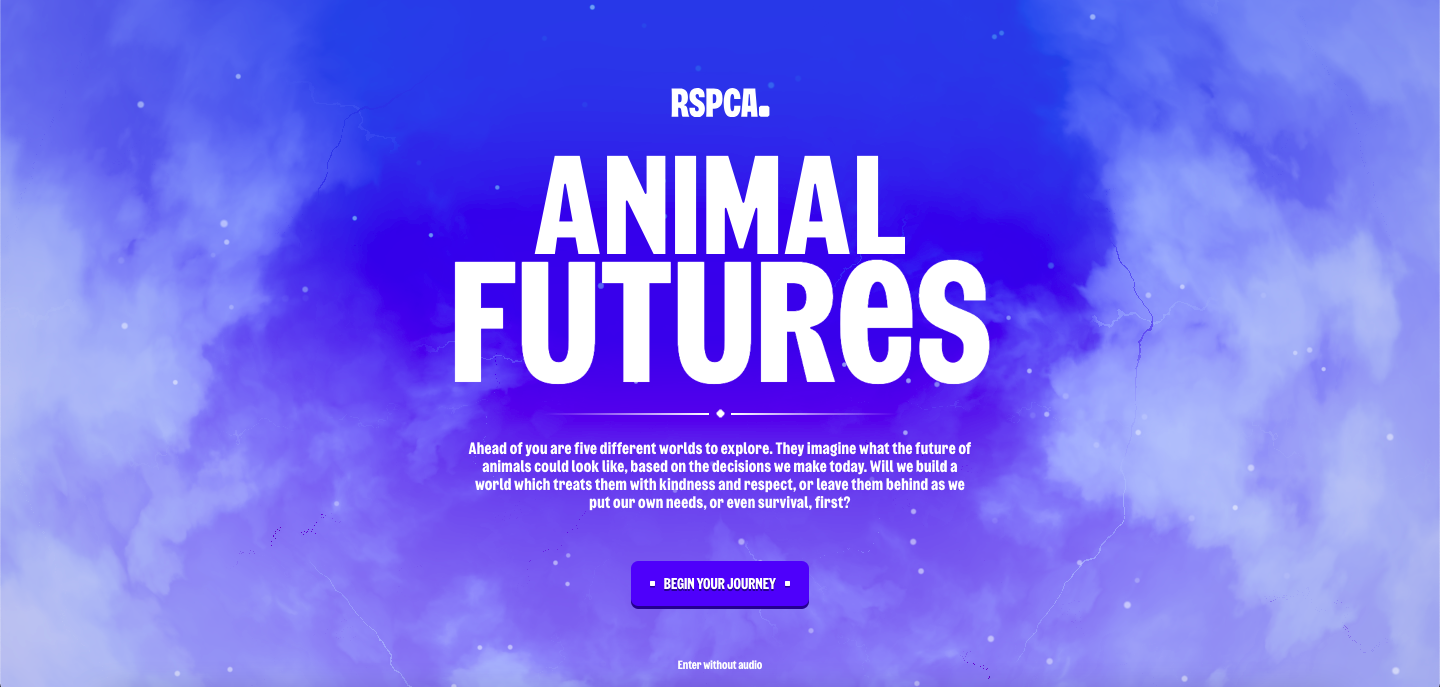 RSPCA.
ANIMAL
FUTUReS
Ahead of you are five different worlds to explore. They imagine what the future of
animals could look like, based on the decisions we make today. Will we build a
world which treats them with kindness and respect, or leave them behind as we
put our own needs, or even survival, first?
BEGIN YOUR JOURNEY
Enter without audio